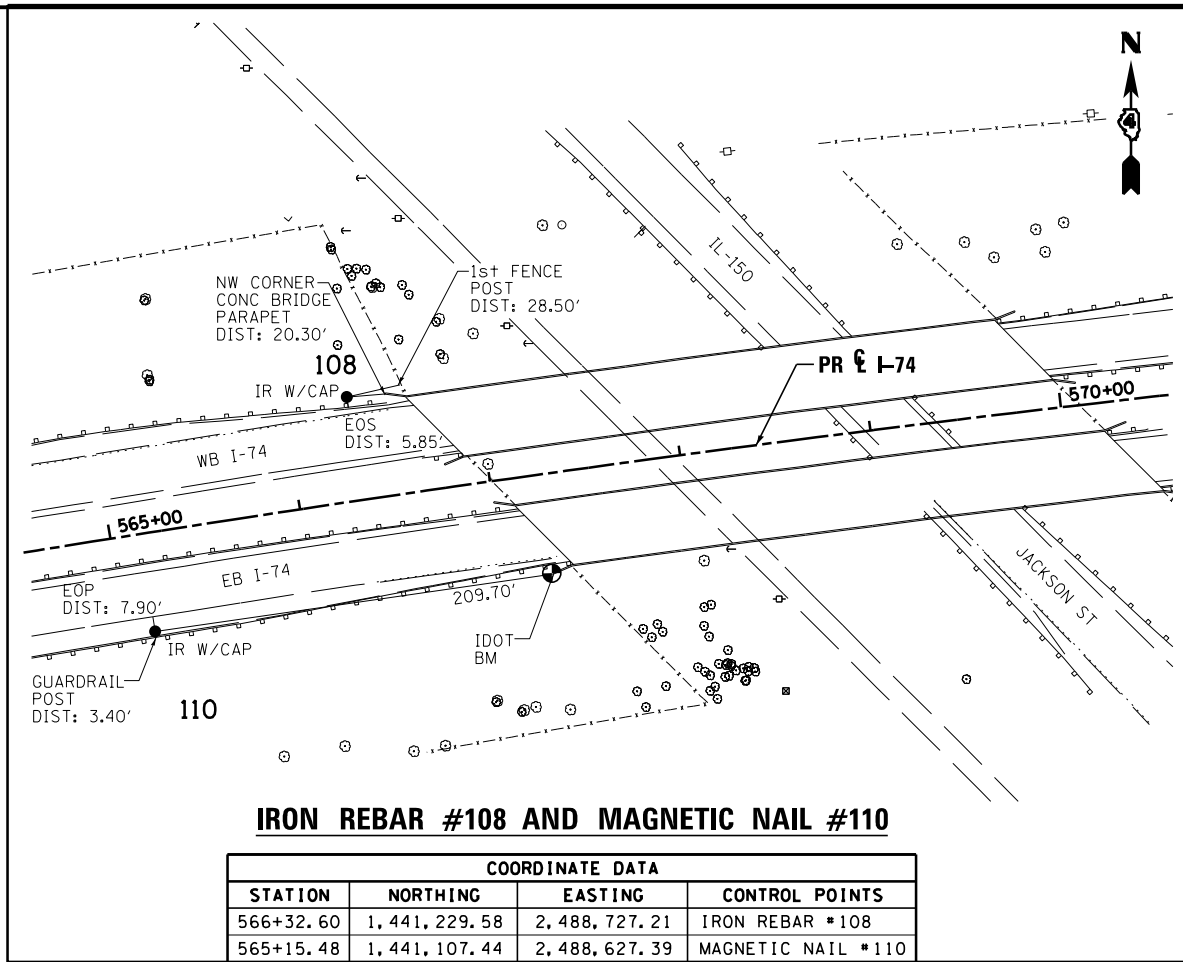 N
4
IL-150
1st FENCE
POST
DIST: 28.50'
NW CORNER
CONC BRIDGE
PARAPET
DIST: 20.30'
108
IR W/CAP
EOS
DIST: 5.85'
PR ℄ I-74
570+00
WB I-74
565+00
EB I-74
EOP
DIST: 7.90'
209.70'
JACKSON ST
IDOT
BM
IR W/CAP
GUARDRAIL
POST
DIST: 3.40'
110
IRON REBAR #108 AND MAGNETIC NAIL #110
COORDINATE DATA
STATION NORTHING EASTING CONTROL POINTS
566+32.60 1,441,229.58 2,488,727.21 IRON REBAR #108
565+15.48 1,441,107.44 2,488,627.39 MAGNETIC NAIL #110